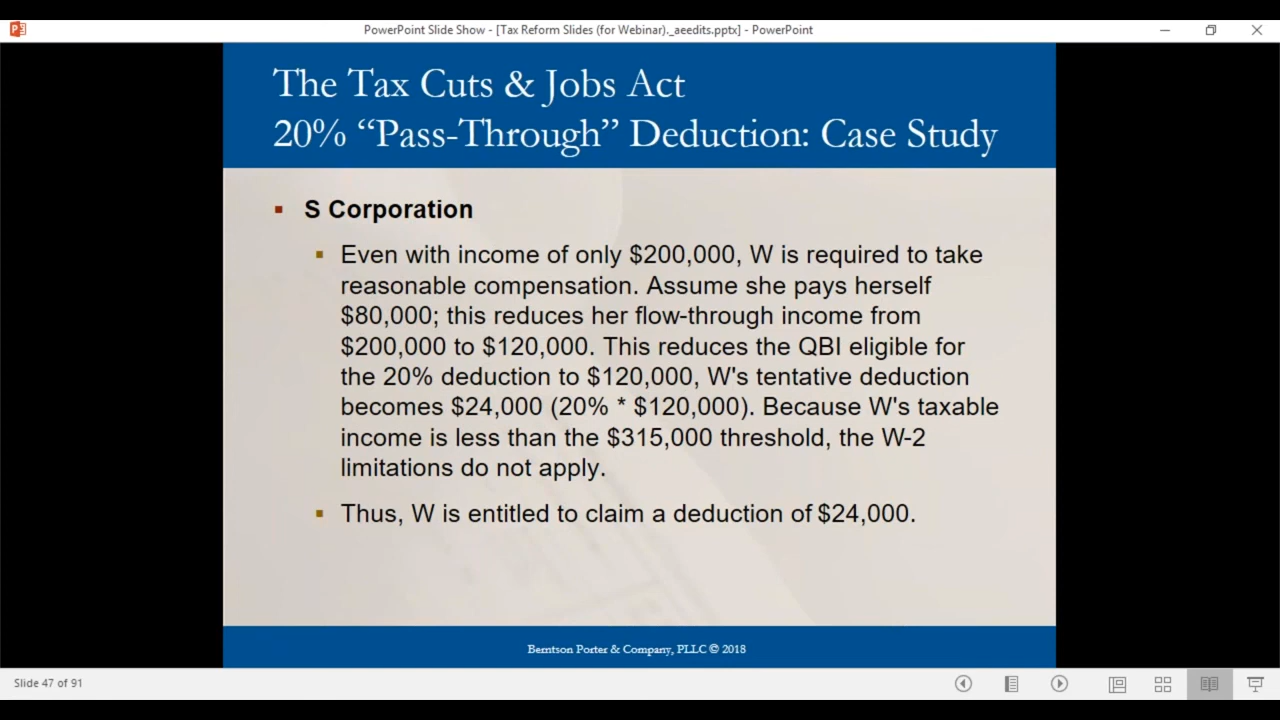 PowerPoint Slide Show - [Tax Reform Slides (for Webinar)._aeedits.pptx] - PowerPoint
The Tax Cuts & Jobs Act
20% “Pass-Through” Deduction: Case Study
S Corporation
Even with income of only $200,000, W is required to take
reasonable compensation. Assume she pays herself
$80,000; this reduces her flow-through income from
$200,000 to $120,000. This reduces the QBI eligible for
the 20% deduction to $120,000, W's tentative deduction
becomes $24,000 (20% * $120,000). Because W's taxable
income is less than the $315,000 threshold, the W-2
limitations do not apply.
Thus, W is entitled to claim a deduction of $24,000.
Berntson Porter & Company, PLLC © 2018
Slide 47 of 91